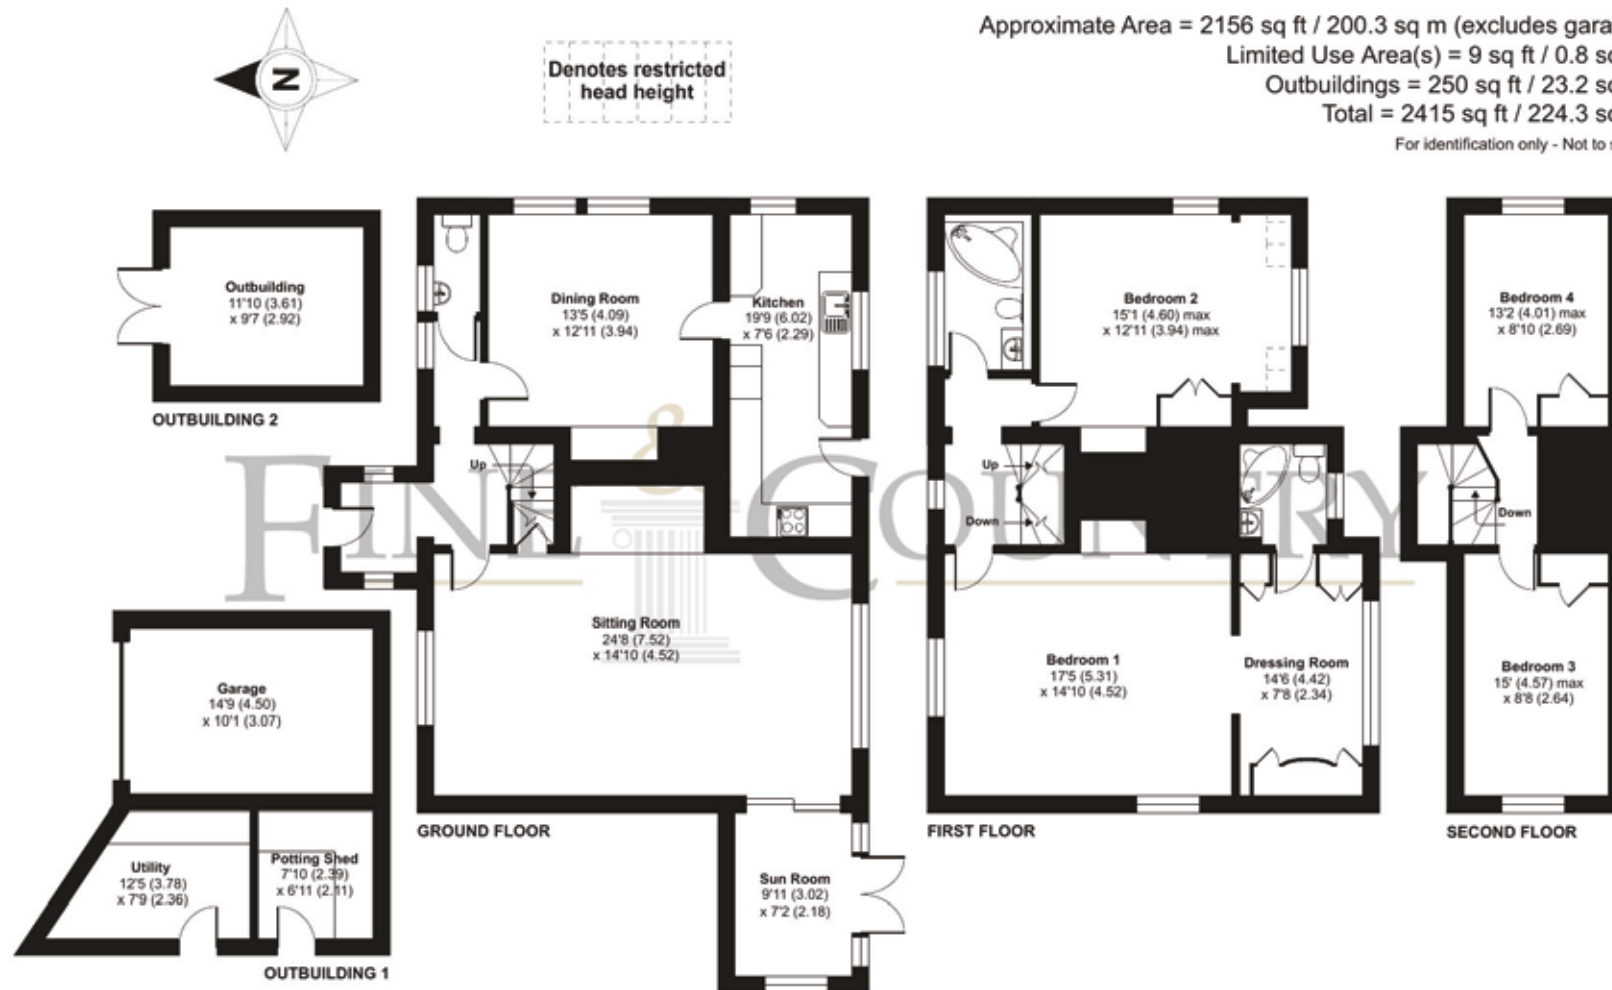 N
Denotes restricted
head height
Approximate Area = 2156 sq ft / 200.3 sq m (excludes gara
Limited Use Area(s) = 9 sq ft / 0.8 sq
Outbuildings = 250 sq ft / 23.2 sq
Total = 2415 sq ft / 224.3 sq
For identification only - Not to s
Outbuilding
11'10 (3.61)
x 9'7 (2.92)
OUTBUILDING 2
Dining Room
13'5 (4.09)
x 12'11 (3.94)
Kitchen
19'9 (6.02)
x 7'6 (2.29)
Up
Sitting Room
24'8 (7.52)
x 14'10 (4.52)
GROUND FLOOR
Sun Room
9'11 (3.02)
x 7'2 (2.18)
Garage
14'9 (4.50)
x 10'1 (3.07)
Utility
12'5 (3.78)
x 7'9 (2.36)
Potting Shed
7'10 (2.39)
x 6'11 (2.11)
OUTBUILDING 1
Bedroom 2
15'1 (4.60) max
x 12'11 (3.94) max
Up
Down
Bedroom 1
17'5 (5.31)
x 14'10 (4.52)
Dressing Room
14'6 (4.42)
x 7'8 (2.34)
FIRST FLOOR
Bedroom 4
13'2 (4.01) max
x 8'10 (2.69)
Down
Bedroom 3
15' (4.57) max
x 8'8 (2.64)
SECOND FLOOR
FINE & COUNTRY